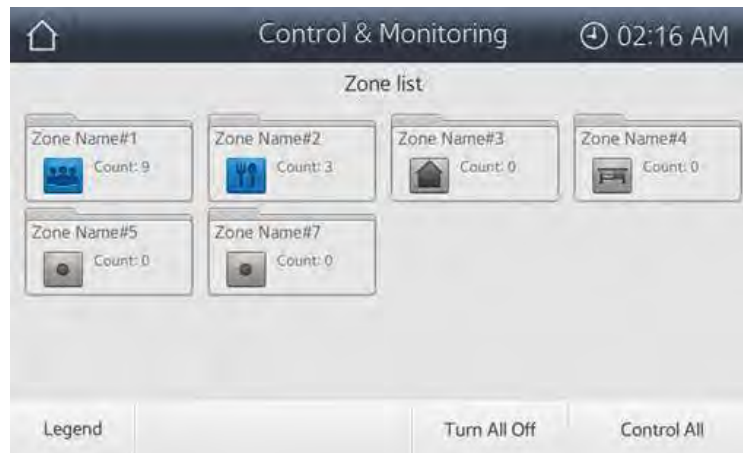 Control & Monitoring 02:16 AM
Zone list
Zone Name#1 Zone Name#2 Zone Name#3 Zone Name#4
Count: 9 Count: 3 Count: 0 Count: 0
Zone Name#5 Zone Name#7
Count: 0 Count: 0
Legend Turn All Off Control All